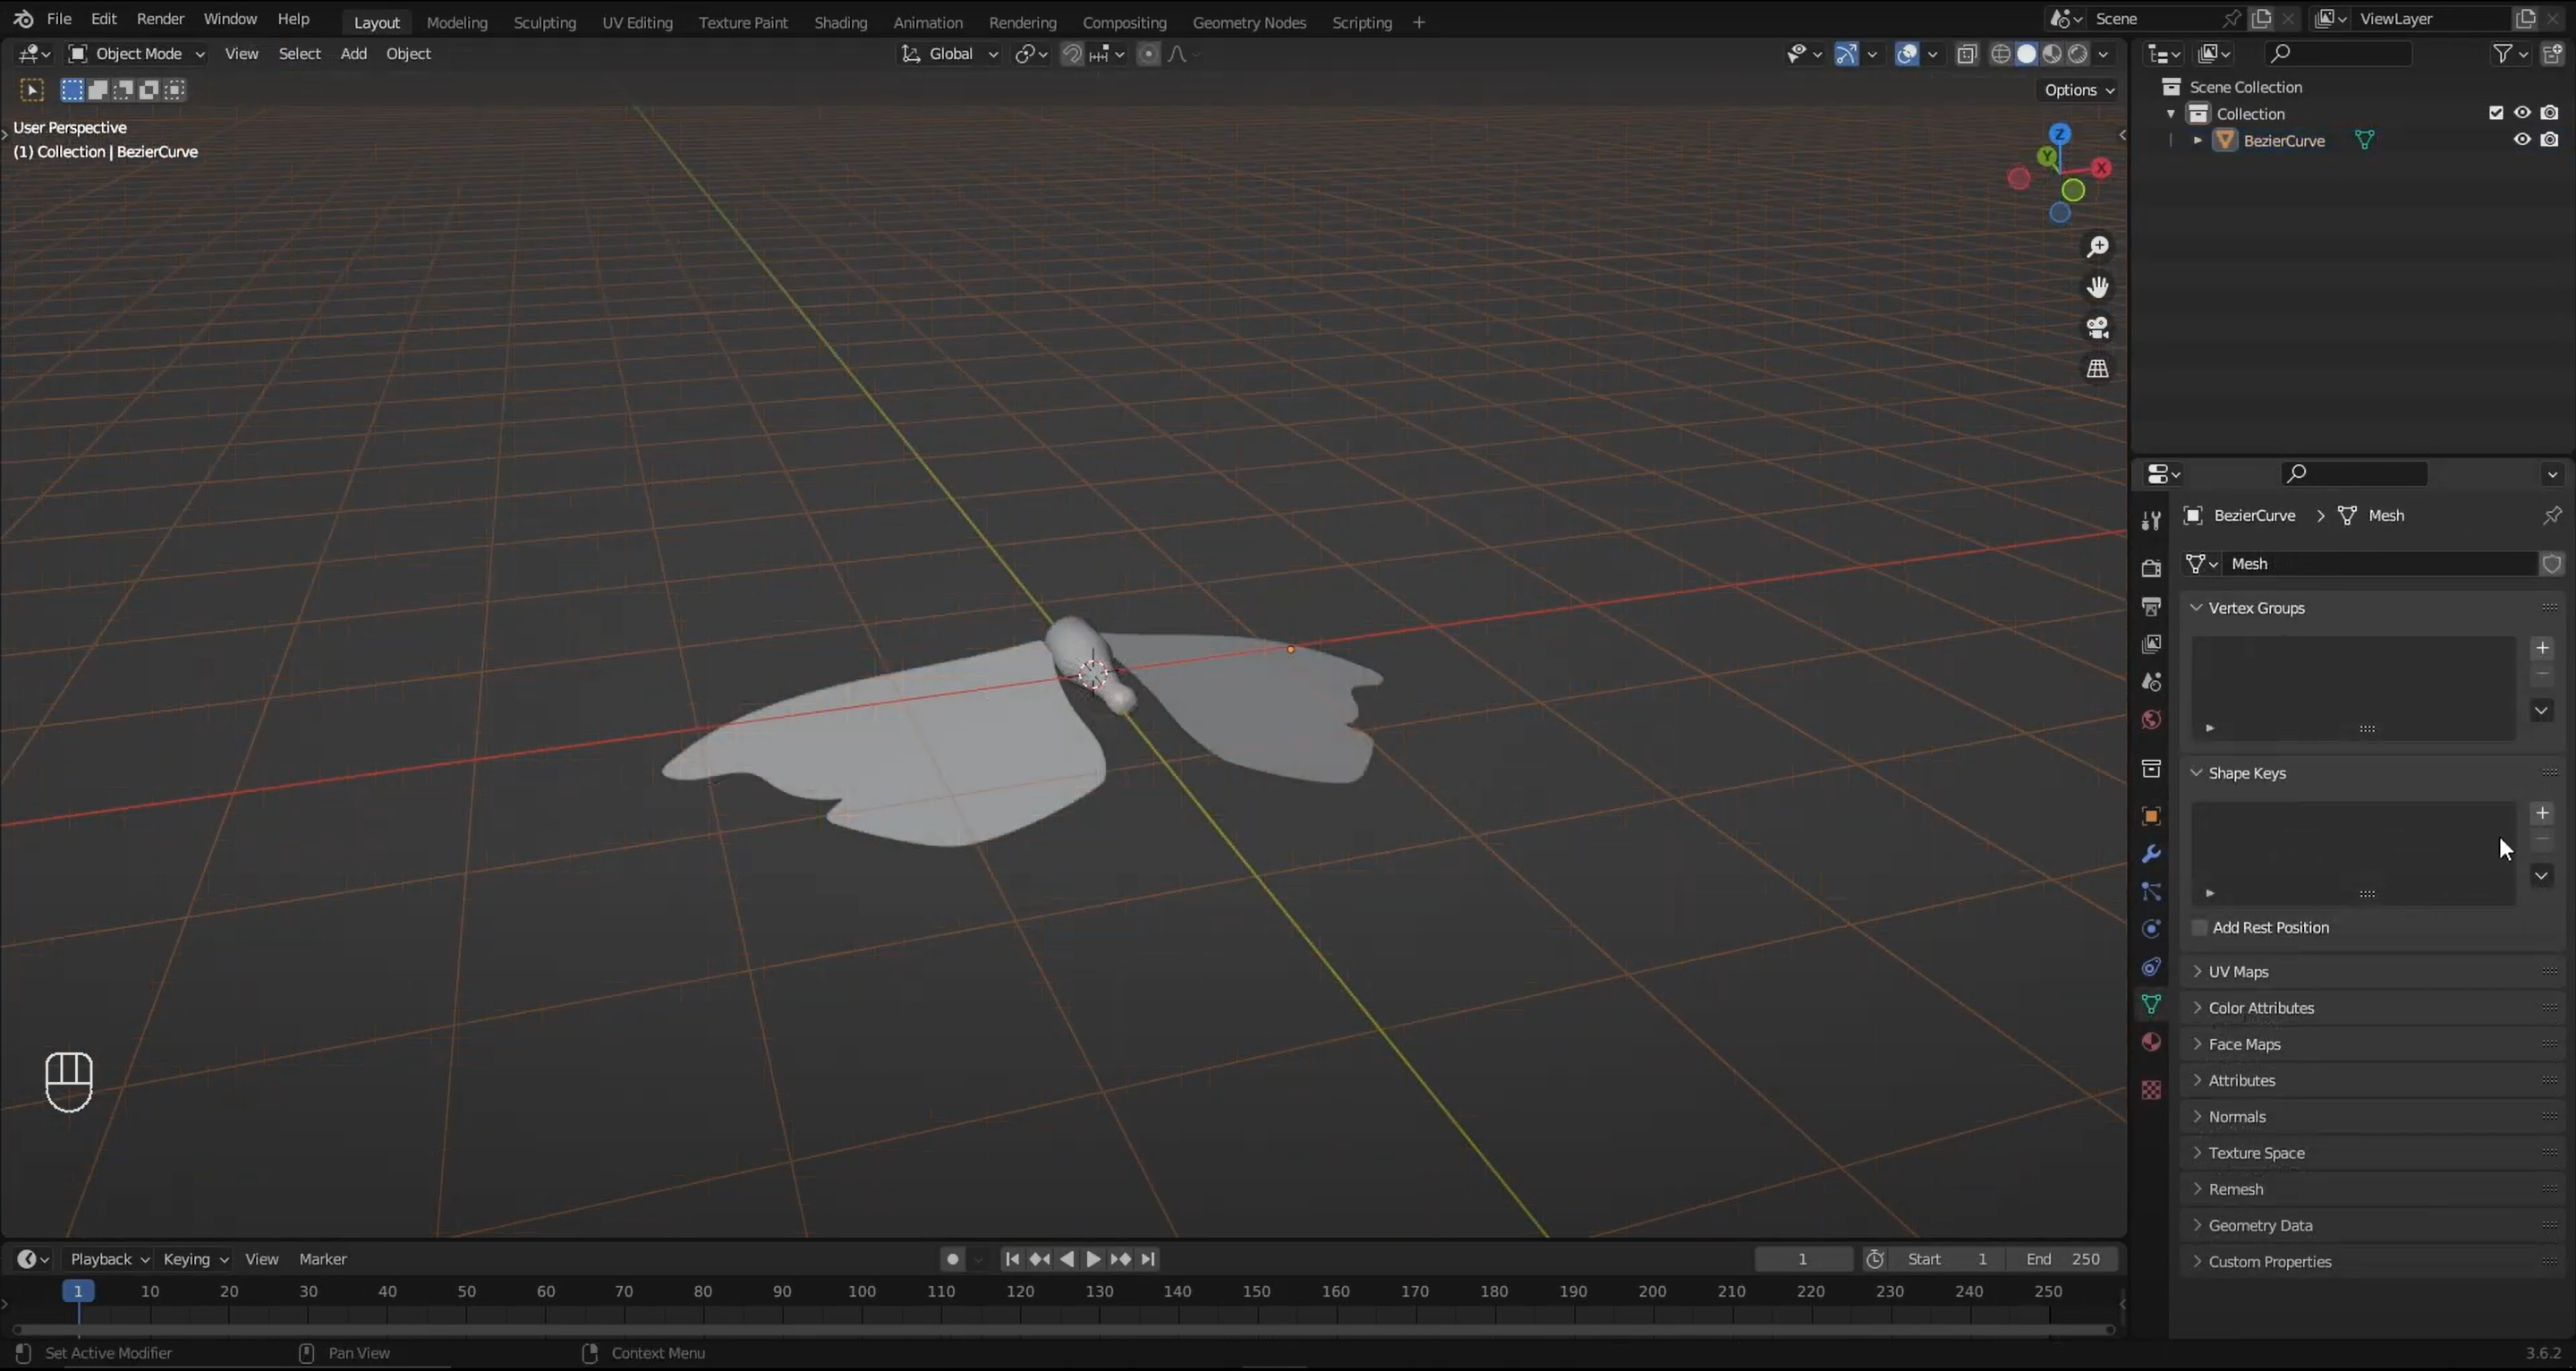 File Edit Render Window Help Layout Modeling Sculpting UV Editing Texture Paint Shading Animation Rendering Compositing Geometry Nodes Scripting + Scene ViewLayer
Object Mode View Select Add Object Global
Options
User Perspective
(1) Collection | BezierCurve
Z
Y
X
Scene Collection
Collection
BezierCurve
BezierCurve > Mesh
Mesh
Vertex Groups
Shape Keys
Add Rest Position
UV Maps
Color Attributes
Face Maps
Attributes
Normals
Texture Space
Remesh
Geometry Data
Custom Properties
Playback Keying View Marker 1 Start 1 End 250
1 10 20 30 40 50 60 70 80 90 100 110 120 130 140 150 160 170 180 190 200 210 220 230 240 250
Set Active Modifier Pan View Context Menu 3.6.2